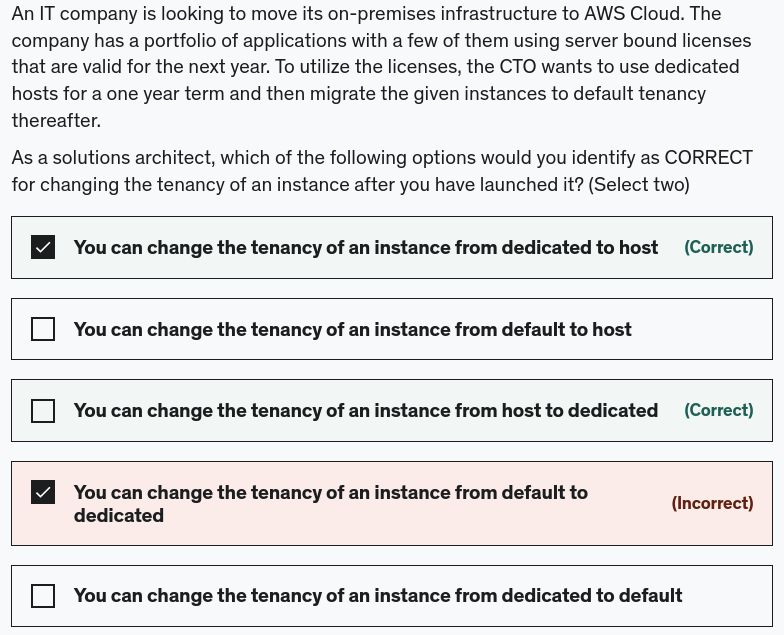 An IT company is looking to move its on-premises infrastructure to AWS Cloud. The
company has a portfolio of applications with a few of them using server bound licenses
that are valid for the next year. To utilize the licenses, the CTO wants to use dedicated
hosts for a one year term and then migrate the given instances to default tenancy
thereafter.
As a solutions architect, which of the following options would you identify as CORRECT
for changing the tenancy of an instance after you have launched it? (Select two)
You can change the tenancy of an instance from dedicated to host (Correct)
You can change the tenancy of an instance from default to host
You can change the tenancy of an instance from host to dedicated (Correct)
You can change the tenancy of an instance from default to
dedicated (Incorrect)
You can change the tenancy of an instance from dedicated to default